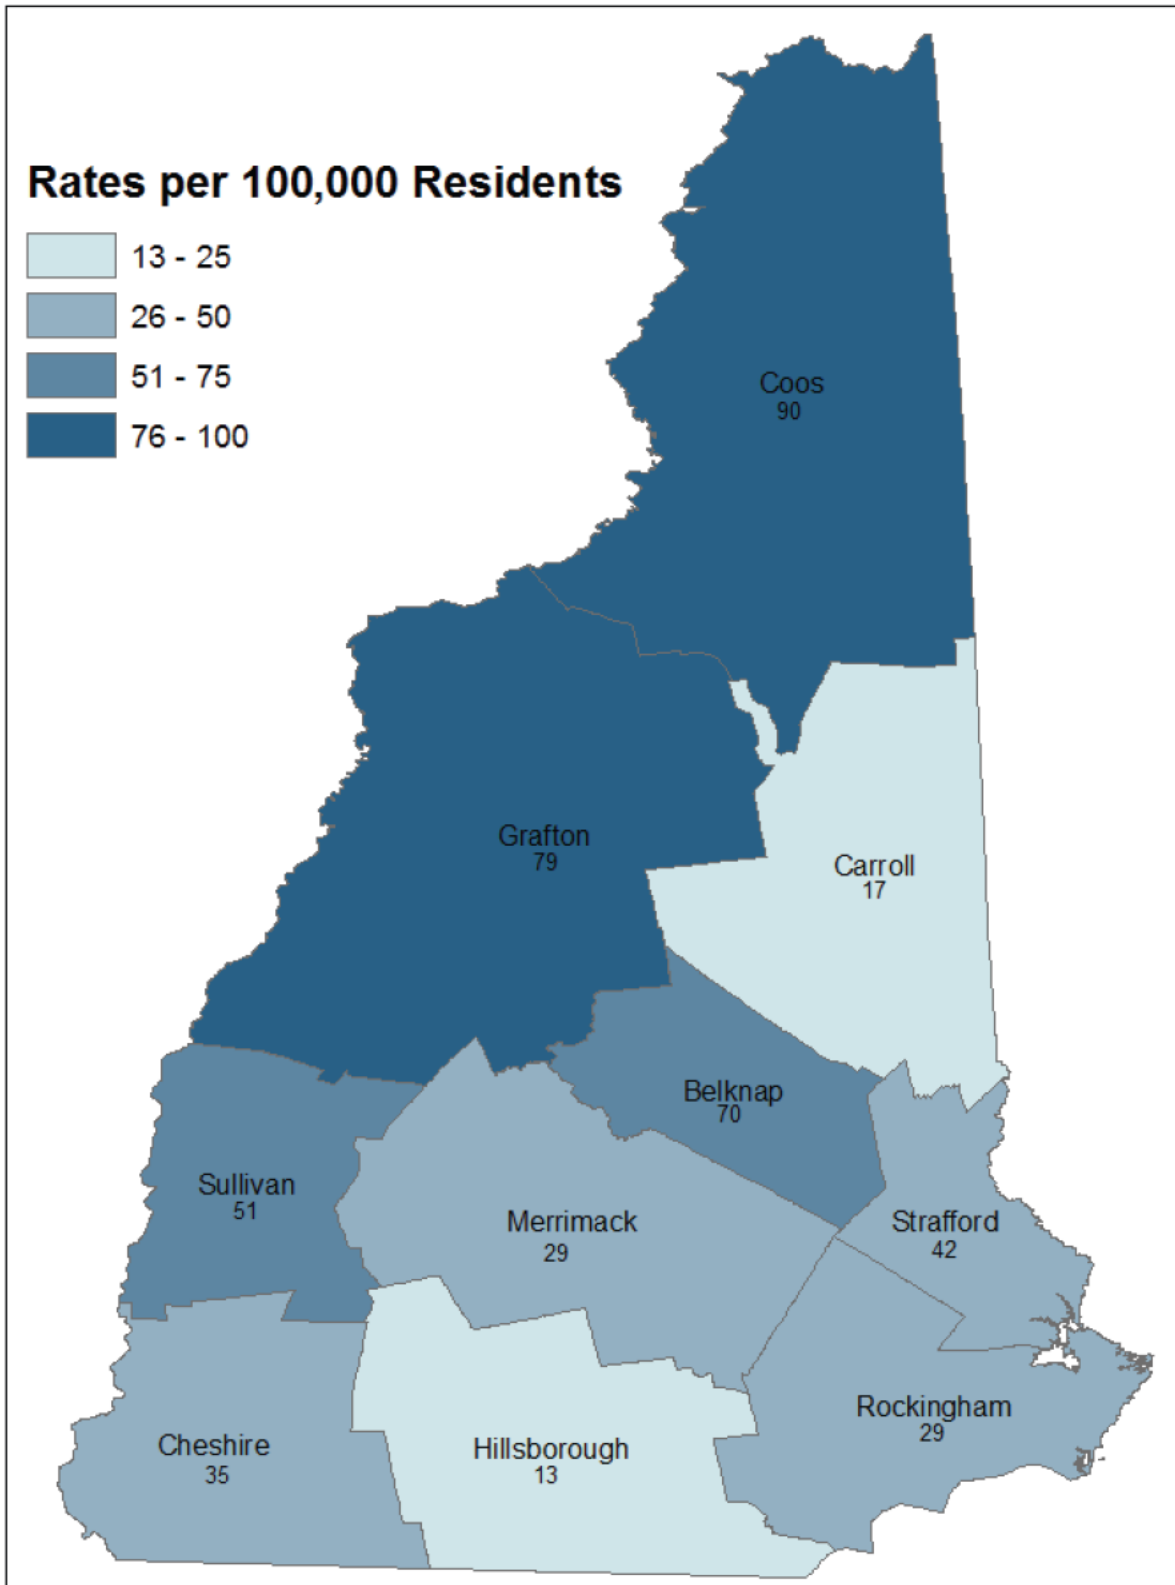 Rates per 100,000 Residents
13 - 25
26 - 50
51 - 75
76 - 100
Coos
90
Grafton
79
Carroll
17
Belknap
70
Sullivan
51
Merrimack
29
Strafford
42
Rockingham
29
Cheshire
35
Hillsborough
13